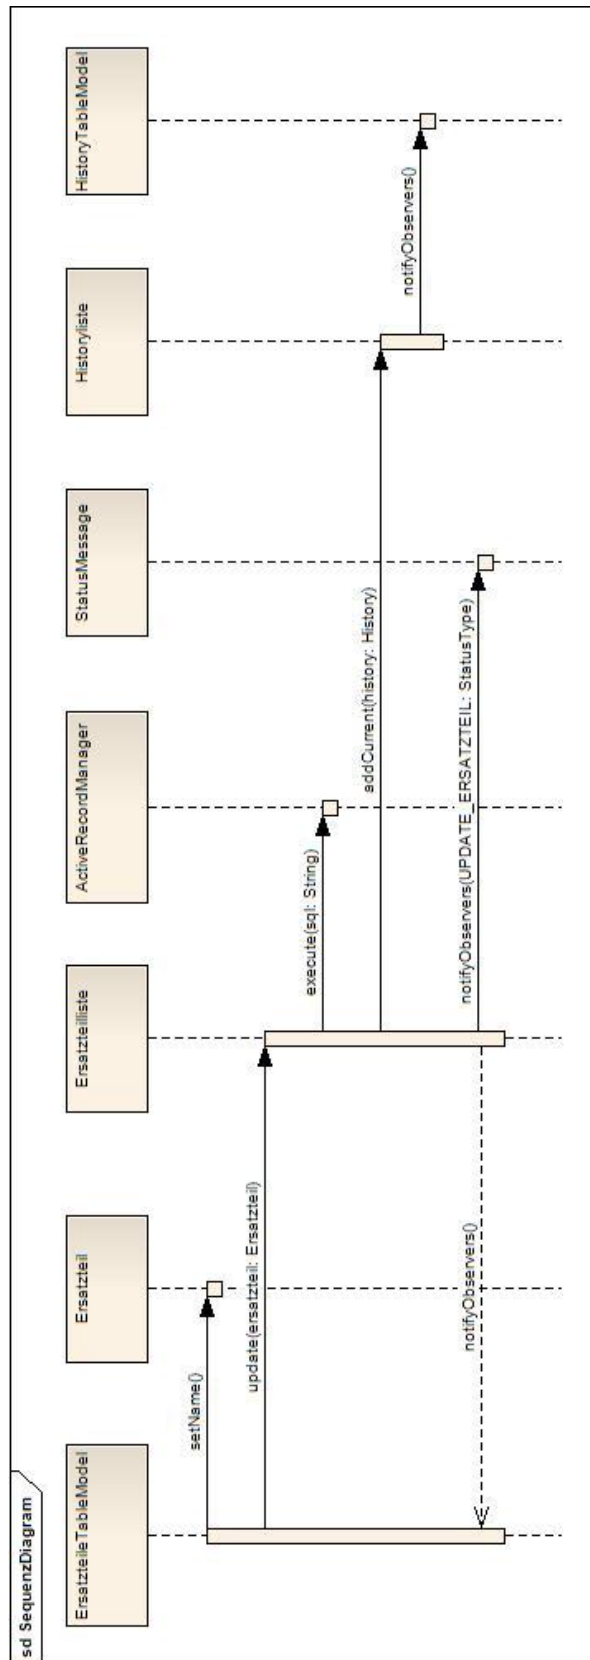 sd SequenzDiagram
ErsatzteileTableModel
Ersatzteil
Ersatzteilliste
ActiveRecordManager
StatusMessage
Historyliste
HistoryTableModel
setName()
update(ersatzteil: Ersatzteil)
execute(sql: String)
addCurrent(history: History)
notifyObservers()
notifyObservers(UPDATE_ERSATZTEIL: StatusType)
notifyObservers()